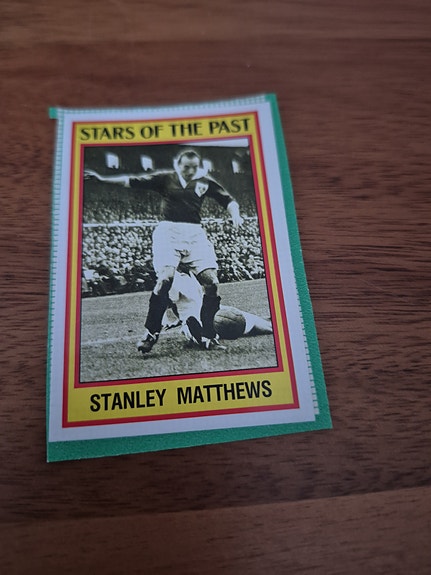 STARS OF THE PAST
STANLEY MATTHEWS